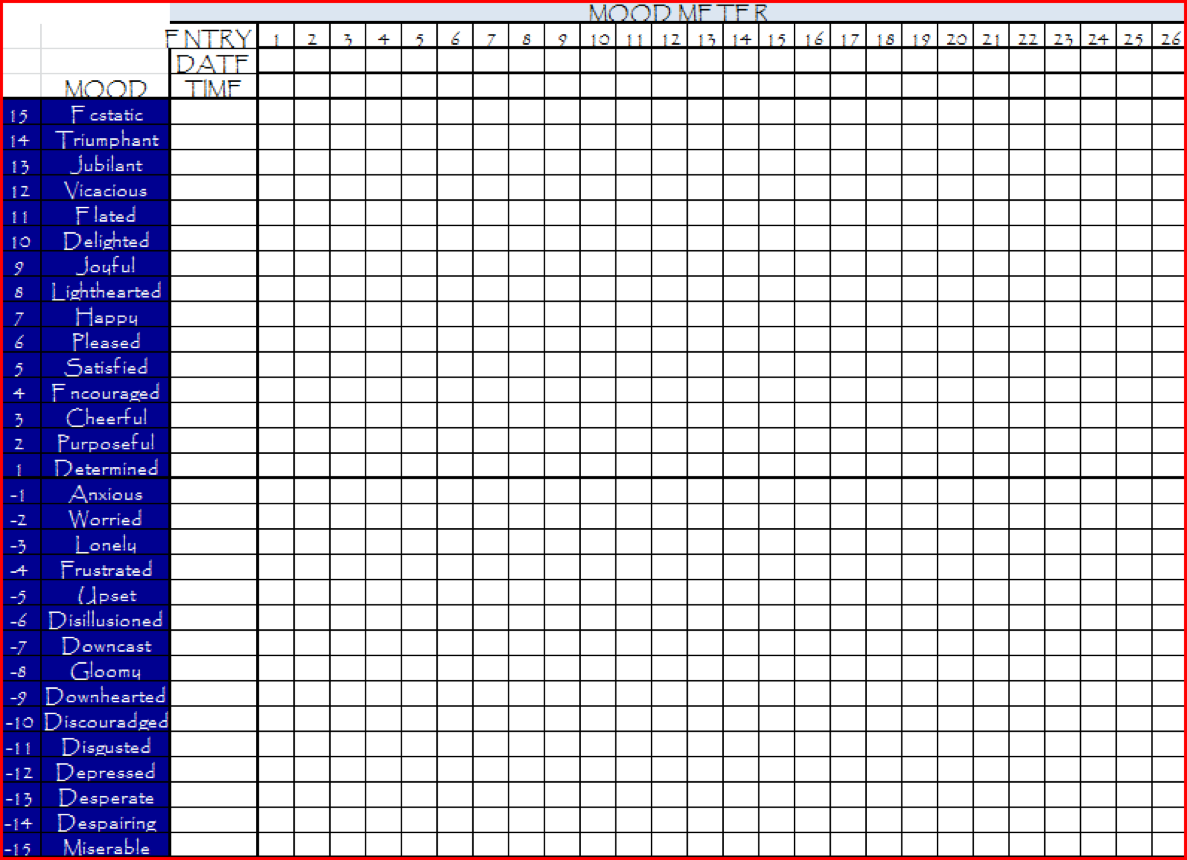 MOOD METER
ENTRY 1 2 3 4 5 6 7 8 9 10 11 12 13 14 15 16 17 18 19 20 21 22 23 24 25 26
DATE
MOOD TIME
15 Ecstatic
14 Triumphant
13 Jubilant
12 Vicacious
11 Elated
10 Delighted
9 Joyful
8 Lighthearted
7 Happy
6 Pleased
5 Satisfied
4 Encouraged
3 Cheerful
2 Purposeful
1 Determined
-1 Anxious
-2 Worried
-3 Lonely
-4 Frustrated
-5 Upset
-6 Disillusioned
-7 Downcast
-8 Gloomy
-9 Downhearted
-10 Discouradged
-11 Disgusted
-12 Depressed
-13 Desperate
-14 Despairing
-15 Miserable